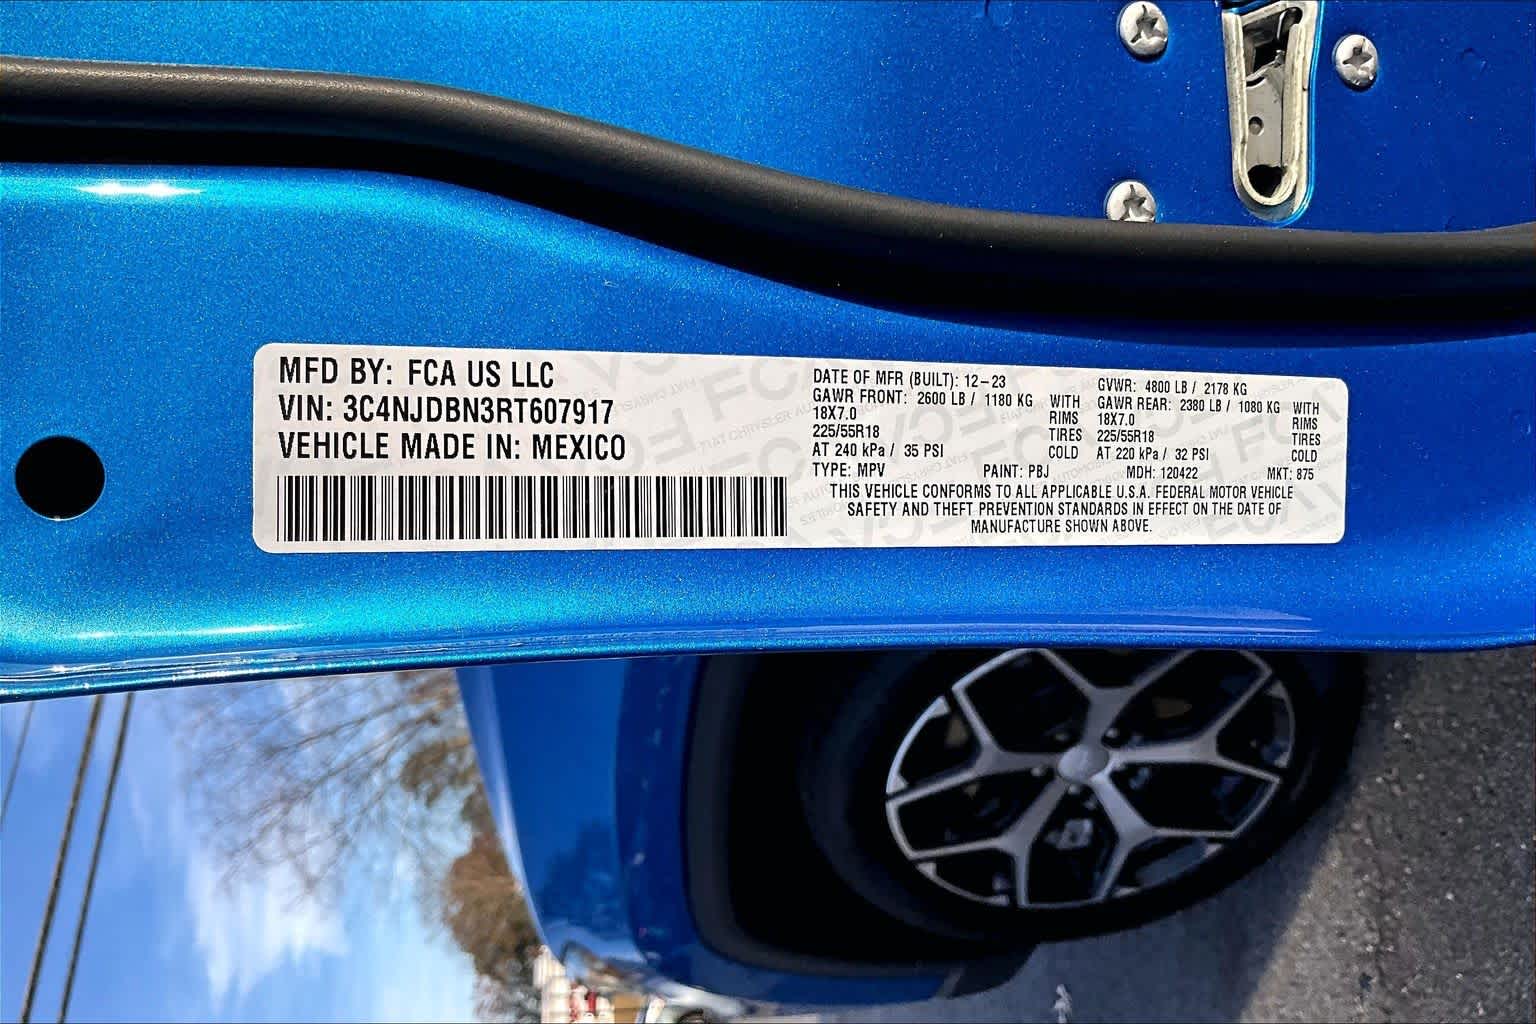 MFD BY: FCA US LLC
VIN: 3C4NJDBN3RT607917
VEHICLE MADE IN: MEXICO
DATE OF MFR (BUILT): 12-23
GVWR: 4800 LB / 2178 KG
GAWR FRONT: 2600 LB / 1180 KG WITH
18X7.0 RIMS
225/55R18 TIRES
AT 240 kPa / 35 PSI COLD
GAWR REAR: 2380 LB / 1080 KG WITH
18X7.0 RIMS
225/55R18 TIRES
AT 220 kPa / 32 PSI COLD
TYPE: MPV PAINT: PBJ MDH: 120422 MKT: 875
THIS VEHICLE CONFORMS TO ALL APPLICABLE U.S.A. FEDERAL MOTOR VEHICLE
SAFETY AND THEFT PREVENTION STANDARDS IN EFFECT ON THE DATE OF
MANUFACTURE SHOWN ABOVE.